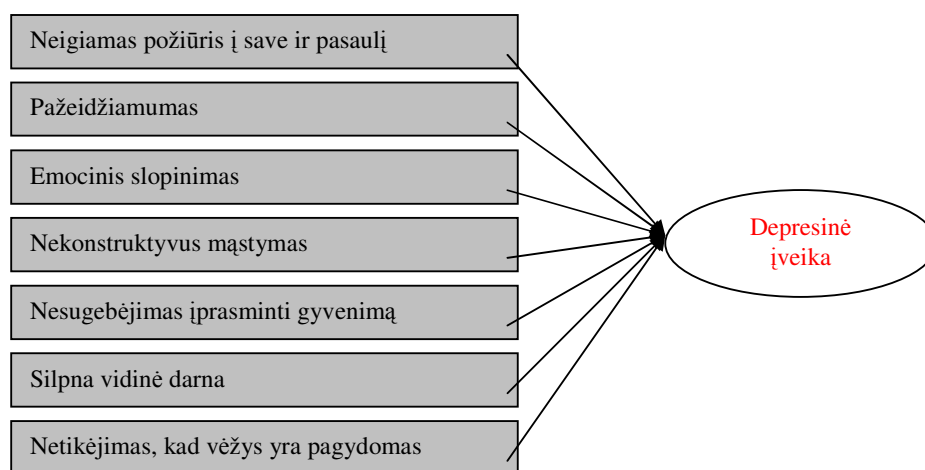 Neigiamas požiūris į save ir pasaulį
Pažeidžiamumas
Emocinis slopinimas
Nekonstruktyvus mąstymas
Nesugebėjimas įprasminti gyvenimą
Silpna vidinė darna
Netikėjimas, kad vėžys yra pagydomas
Depresinė
įveika